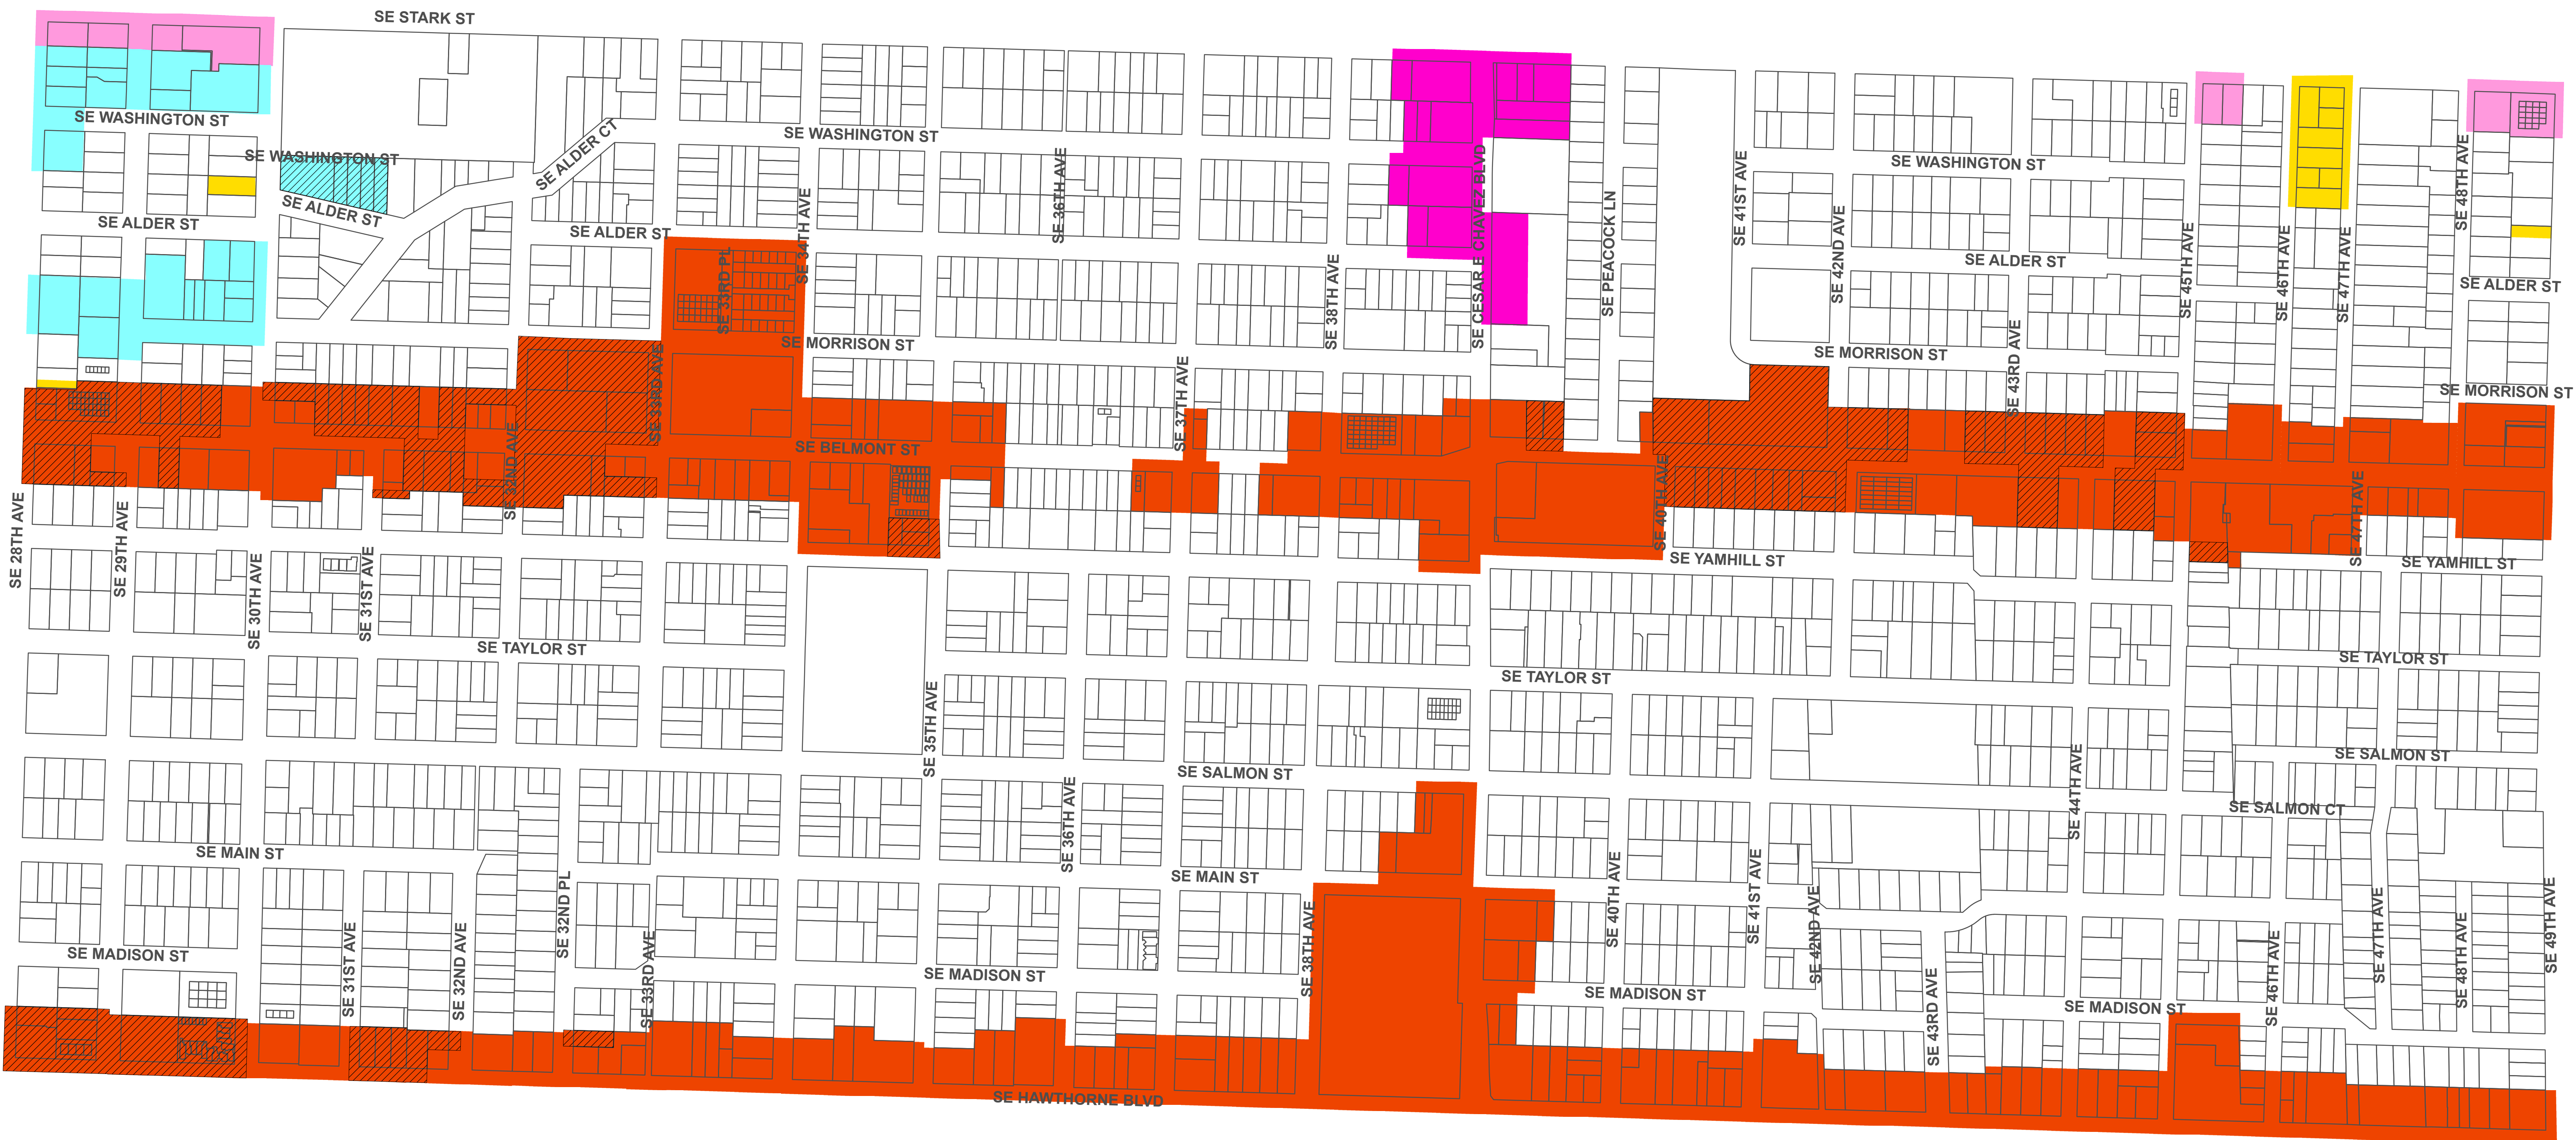 SE STARK ST
SE WASHINGTON ST
SE WASHINGTON ST
SE WASHINGTON ST
SE WASHINGTON ST
SE ALDER CT
SE ALDER ST
SE ALDER ST
SE ALDER ST
SE ALDER ST
SE ALDER ST
SE 33RD PL
SE 34TH AVE
SE 36TH AVE
SE 38TH AVE
SE CESAR E CHAVEZ BLVD
SE PEACOCK LN
SE 41ST AVE
SE 42ND AVE
SE 45TH AVE
SE 46TH AVE
SE 47TH AVE
SE 48TH AVE
SE MORRISON ST
SE MORRISON ST
SE MORRISON ST
SE 33RD AVE
SE 37TH AVE
SE 43RD AVE
SE BELMONT ST
SE 32ND AVE
SE 40TH AVE
SE 47TH AVE
SE 28TH AVE
SE 29TH AVE
SE 30TH AVE
SE 31ST AVE
SE YAMHILL ST
SE YAMHILL ST
SE TAYLOR ST
SE TAYLOR ST
SE TAYLOR ST
SE 35TH AVE
SE SALMON ST
SE SALMON ST
SE 44TH AVE
SE SALMON CT
SE 36TH AVE
SE MAIN ST
SE MAIN ST
SE 32ND PL
SE 40TH AVE
SE 41ST AVE
SE 42ND AVE
SE 31ST AVE
SE 32ND AVE
SE 33RD AVE
SE 38TH AVE
SE 43RD AVE
SE 46TH AVE
SE 47TH AVE
SE 48TH AVE
SE 49TH AVE
SE MADISON ST
SE MADISON ST
SE MADISON ST
SE MADISON ST
SE HAWTHORNE BLVD